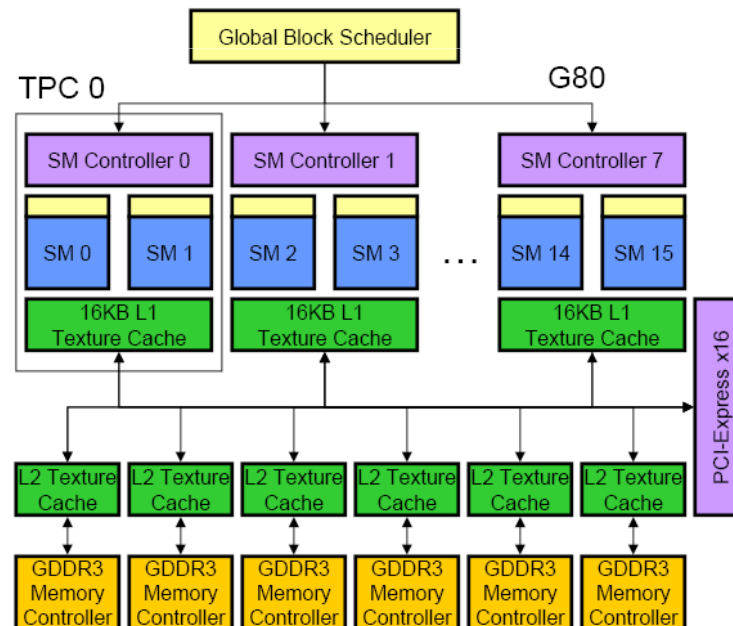 Global Block Scheduler
TPC 0
G80
SM Controller 0
SM Controller 1
SM Controller 7
SM 0
SM 1
SM 2
SM 3
...
SM 14
SM 15
16KB L1
Texture Cache
16KB L1
Texture Cache
16KB L1
Texture Cache
PCI-Express x16
L2 Texture
Cache
L2 Texture
Cache
L2 Texture
Cache
L2 Texture
Cache
L2 Texture
Cache
L2 Texture
Cache
GDDR3
Memory
Controller
GDDR3
Memory
Controller
GDDR3
Memory
Controller
GDDR3
Memory
Controller
GDDR3
Memory
Controller
GDDR3
Memory
Controller